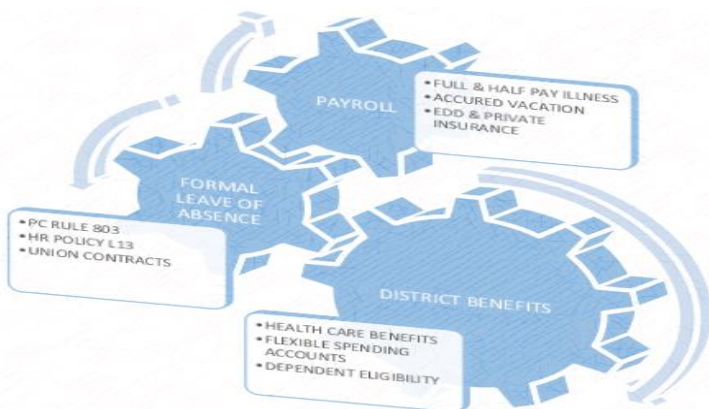 PAYROLL
• FULL & HALF PAY ILLNESS
• ACCURED VACATION
• EDD & PRIVATE
INSURANCE
FORMAL
LEAVE OF
ABSENCE
• PC RULE 803
• HR POLICY L13
• UNION CONTRACTS
DISTRICT BENEFITS
• HEALTH CARE BENEFITS
• FLEXIBLE SPENDING
ACCOUNTS
• DEPENDENT ELIGIBILITY